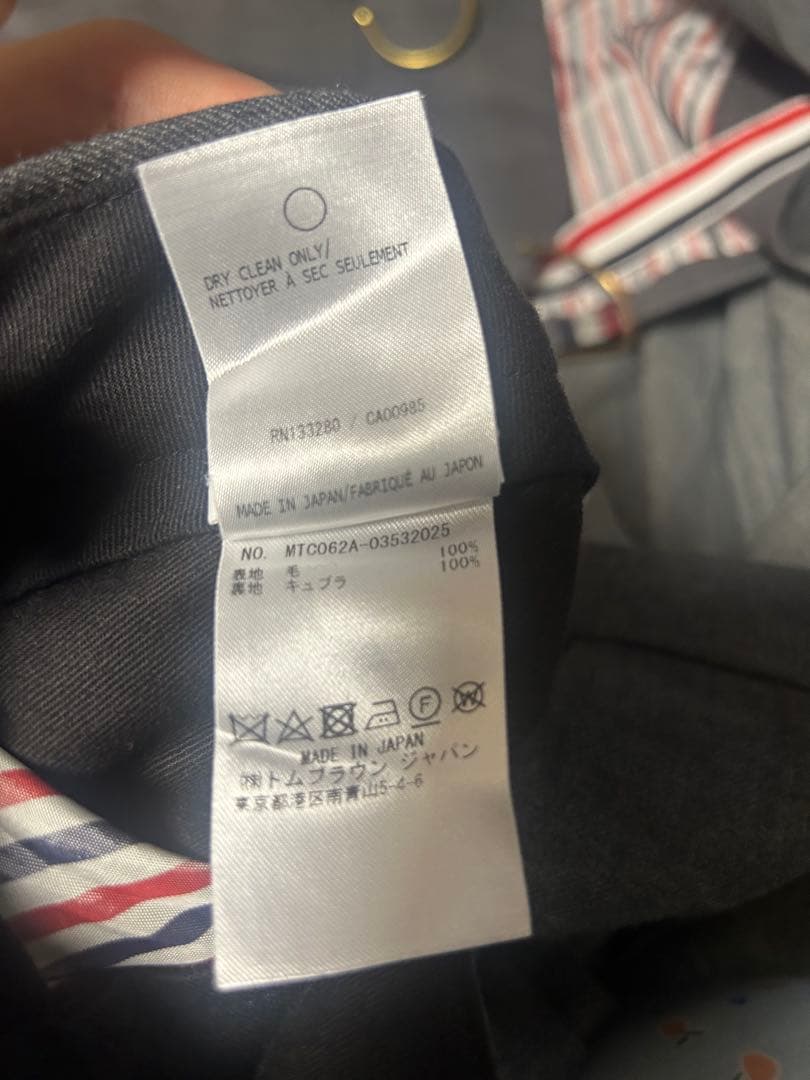 DRY CLEAN ONLY/
NETTOYER À SEC SEULEMENT
RN133280 / CA00985
MADE IN JAPAN/FABRIQUÉ AU JAPON
NO. MTC062A-03532025
表地 毛 100%
裏地 キュプラ 100%
F W
MADE IN JAPAN
㈱トムブラウン ジャパン
東京都港区南青山5-4-6